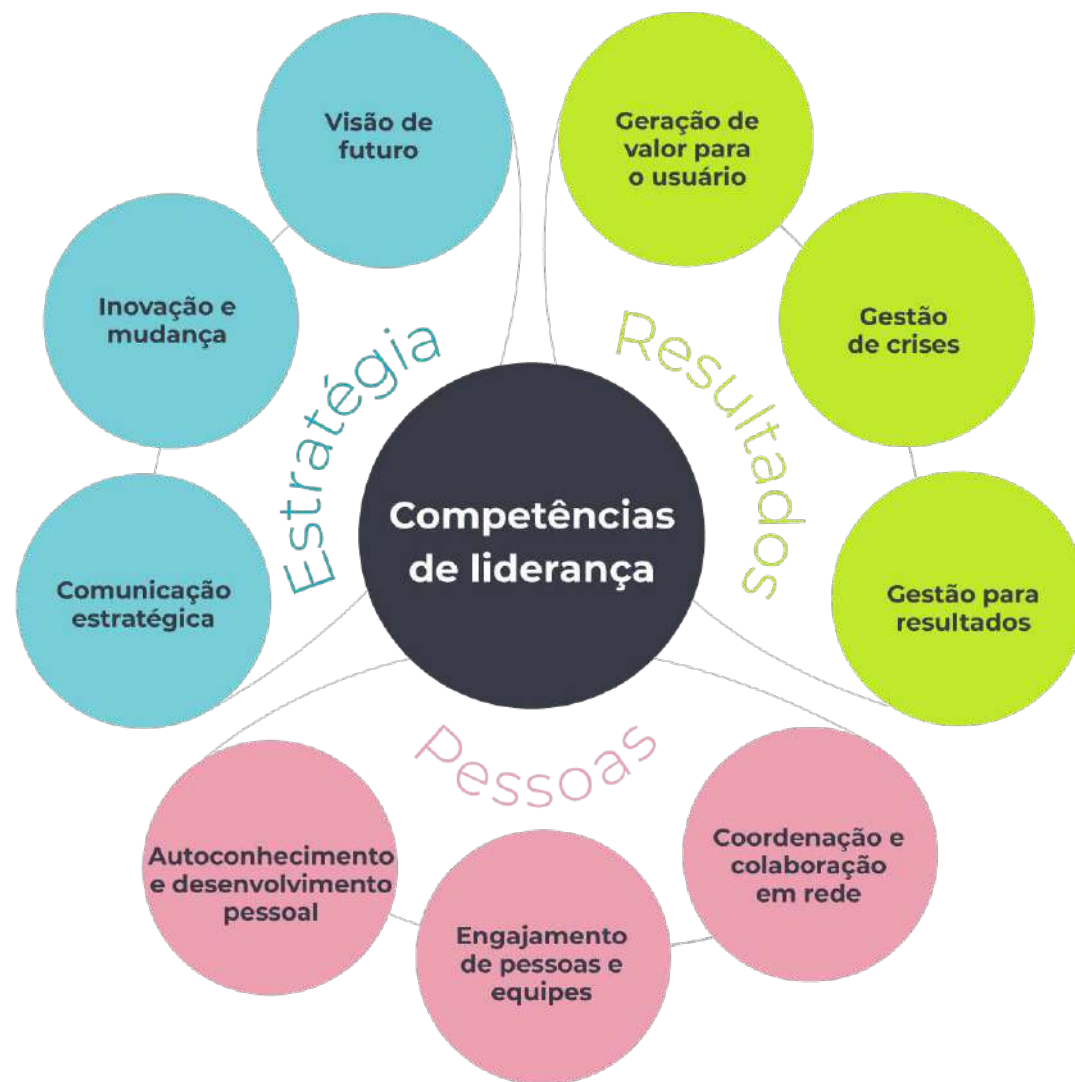 Visão de
futuro
Inovação e
mudança
Comunicação
estratégica
Estratégia
Geração de
valor para
o usuário
Gestão
de crises
Gestão para
resultados
Resultados
Competências
de liderança
Pessoas
Autoconhecimento
e desenvolvimento
pessoal
Engajamento
de pessoas e
equipes
Coordenação e
colaboração
em rede